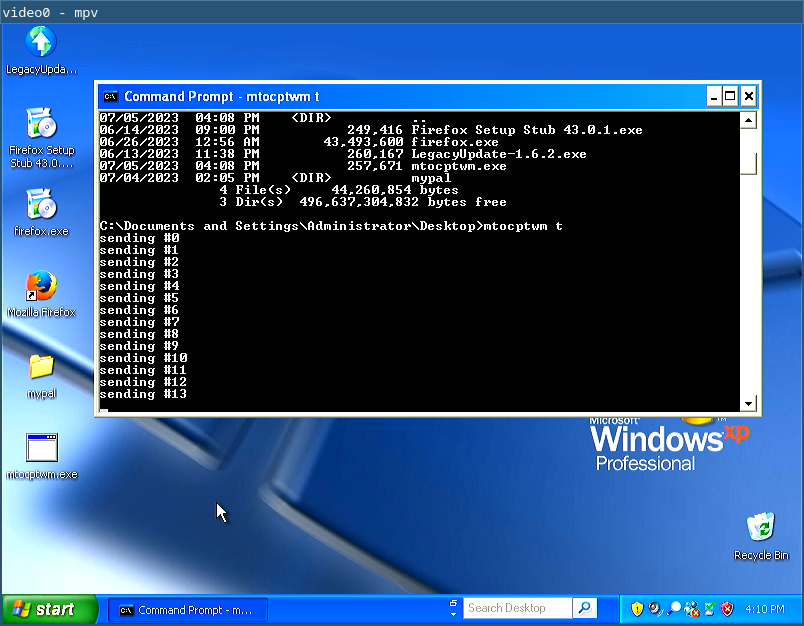 video0 - mpv
LegacyUpda...
Firefox Setup
Stub 43.0....
firefox.exe
Mozilla Firefox
mypal
mtocptwm.exe
Command Prompt - mtocptwm t
07/05/2023  04:08 PM    <DIR>          ..
06/14/2023  09:00 PM           249,416 Firefox Setup Stub 43.0.1.exe
06/26/2023  12:56 AM        43,493,600 firefox.exe
06/13/2023  11:38 PM           260,167 LegacyUpdate-1.6.2.exe
07/05/2023  04:08 PM           257,671 mtocptwm.exe
07/04/2023  02:05 PM    <DIR>          mypal
4 File(s)     44,260,854 bytes
3 Dir(s)  496,637,304,832 bytes free
C:\Documents and Settings\Administrator\Desktop>mtocptwm t
sending #0
sending #1
sending #2
sending #3
sending #4
sending #5
sending #6
sending #7
sending #8
sending #9
sending #10
sending #11
sending #12
sending #13
Microsoft
Windows xp
Professional
Recycle Bin
start
Command Prompt - m...
Search Desktop
4:10 PM